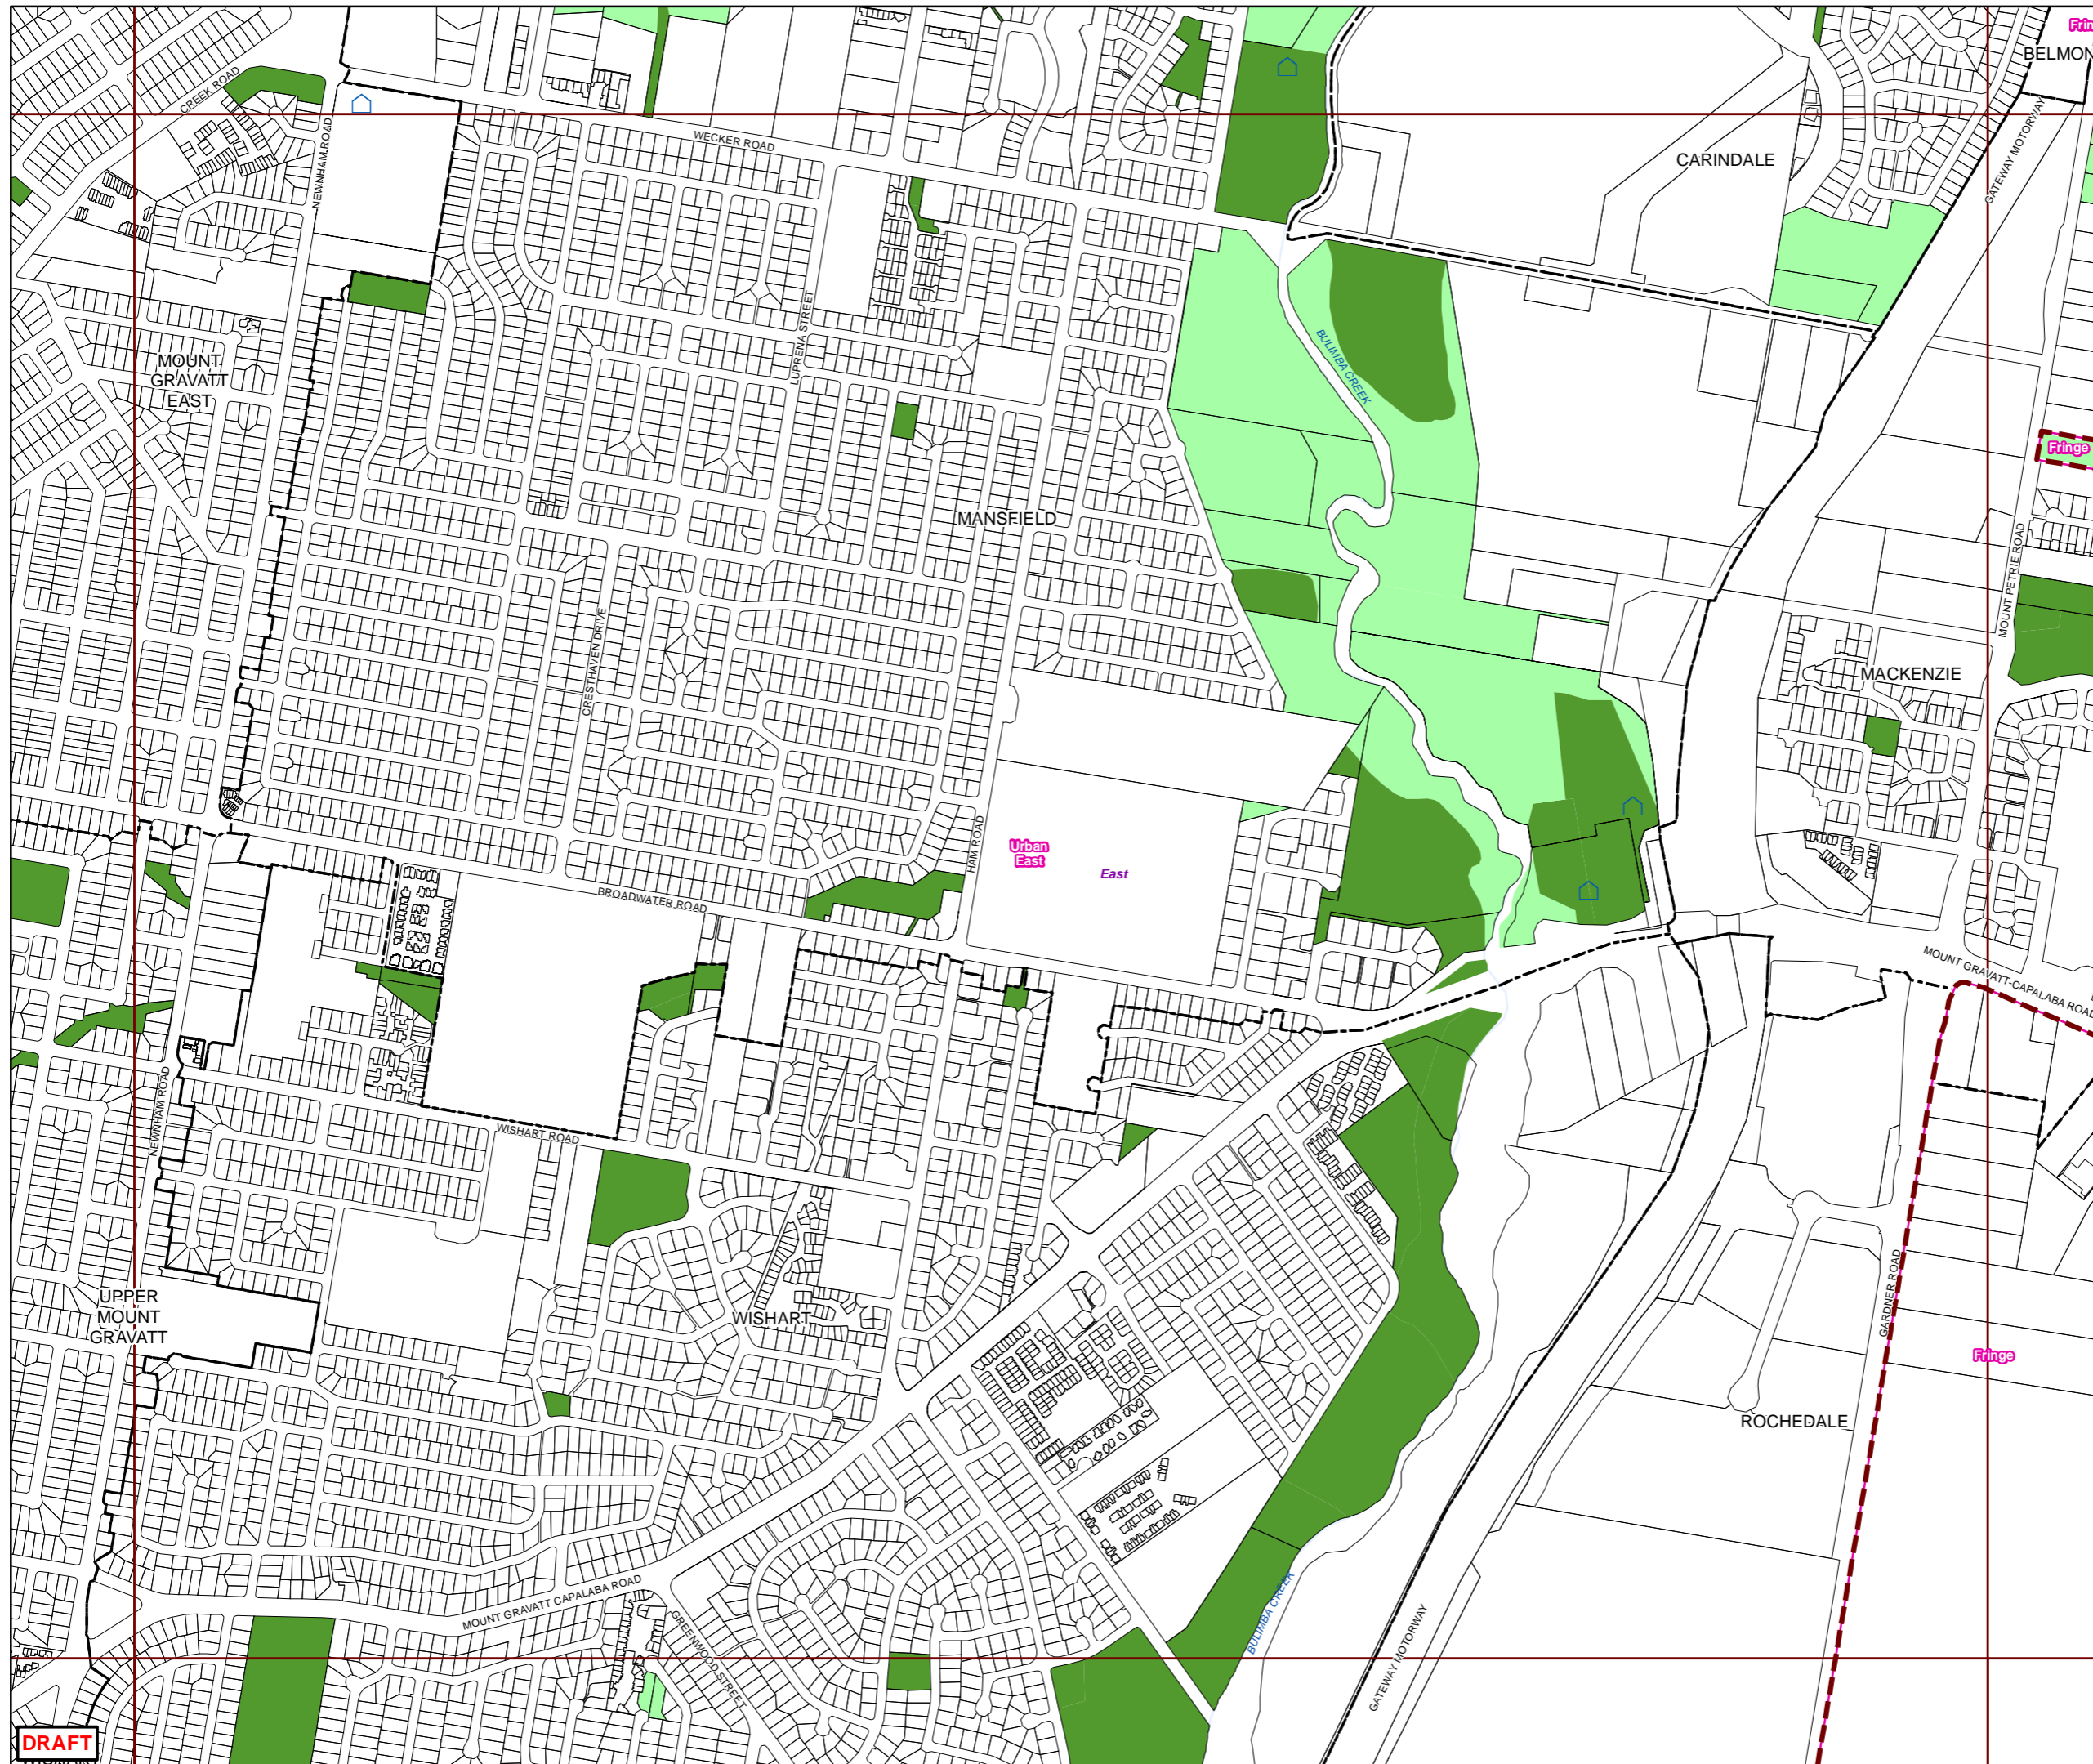 Frin
BELMON
CREEK ROAD
WECKER ROAD
NEWNHAM ROAD
CARINDALE
GATEWAY MOTORWAY
LUPRENA STREET
BULIMBA CREEK
MOUNT
GRAVATT
EAST
Fringe
MANSFIELD
MOUNT PETRIE ROAD
CRESTHAVEN DRIVE
MACKENZIE
HAM ROAD
Urban
East
East
BROADWATER ROAD
MOUNT GRAVATT-CAPALABA ROAD
NEWNHAM ROAD
WISHART ROAD
GARDNER ROAD
UPPER
MOUNT
GRAVATT
WISHART
Fringe
ROCHEDALE
MOUNT GRAVATT CAPALABA ROAD
GREENWOOD STREET
BULIMBA CREEK
GATEWAY MOTORWAY
DRAFT